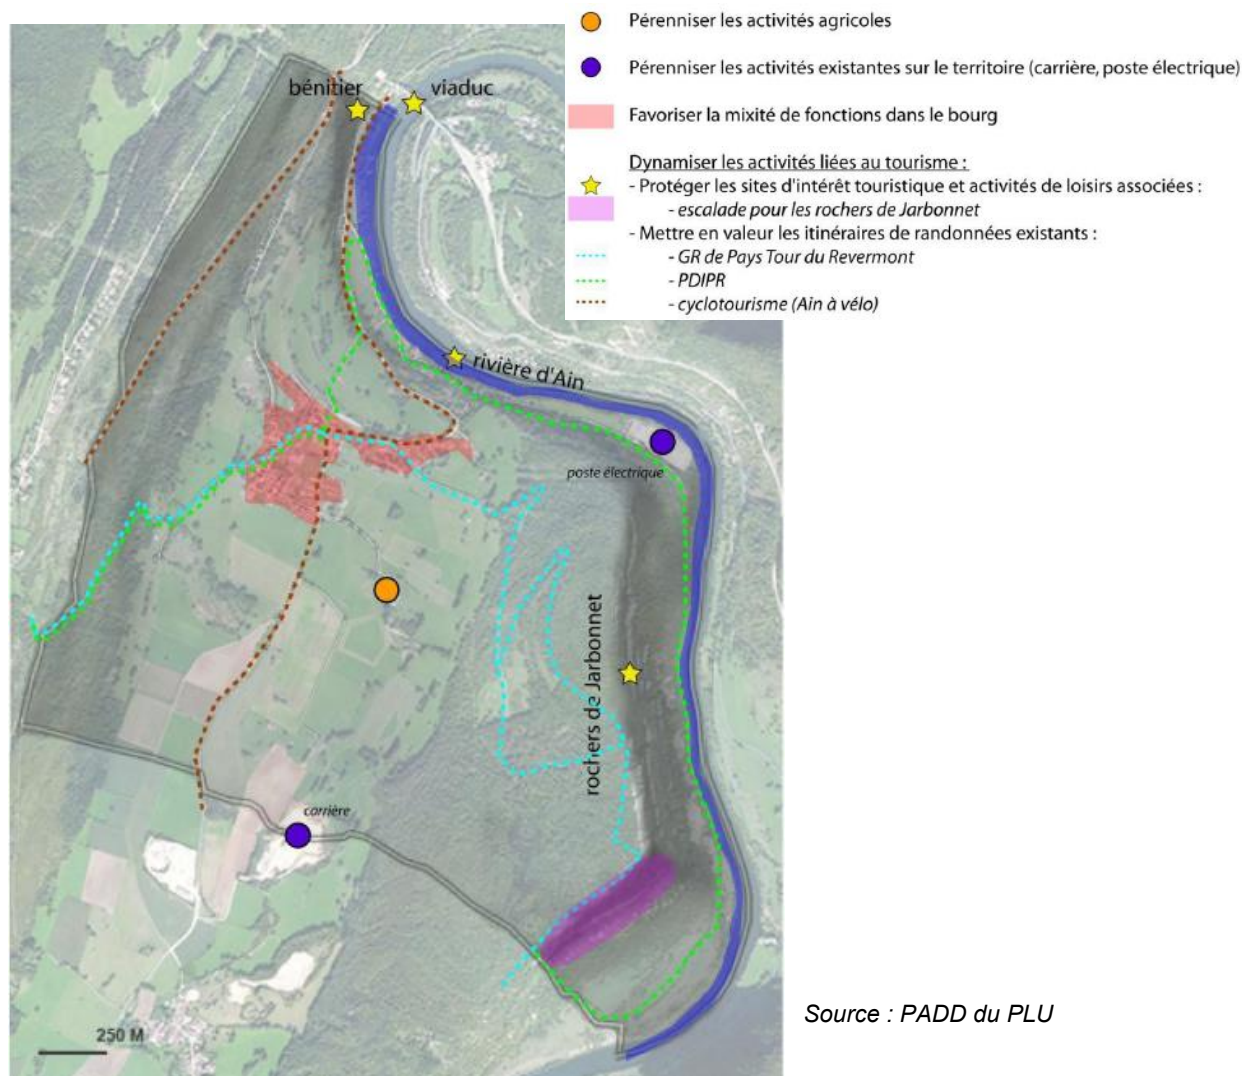 Pérenniser les activités agricoles
Pérenniser les activités existantes sur le territoire (carrière, poste électrique)
Favoriser la mixité de fonctions dans le bourg
Dynamiser les activités liées au tourisme :
- Protéger les sites d'intérêt touristique et activités de loisirs associées :
- escalade pour les rochers de Jarbonnet
- Mettre en valeur les itinéraires de randonnées existants :
- GR de Pays Tour du Revermont
- PDIPR
- cyclotourisme (Ain à vélo)
bénitier
viaduc
rivière d'Ain
poste électrique
rochers de Jarbonnet
carrière
250 M
Source : PADD du PLU